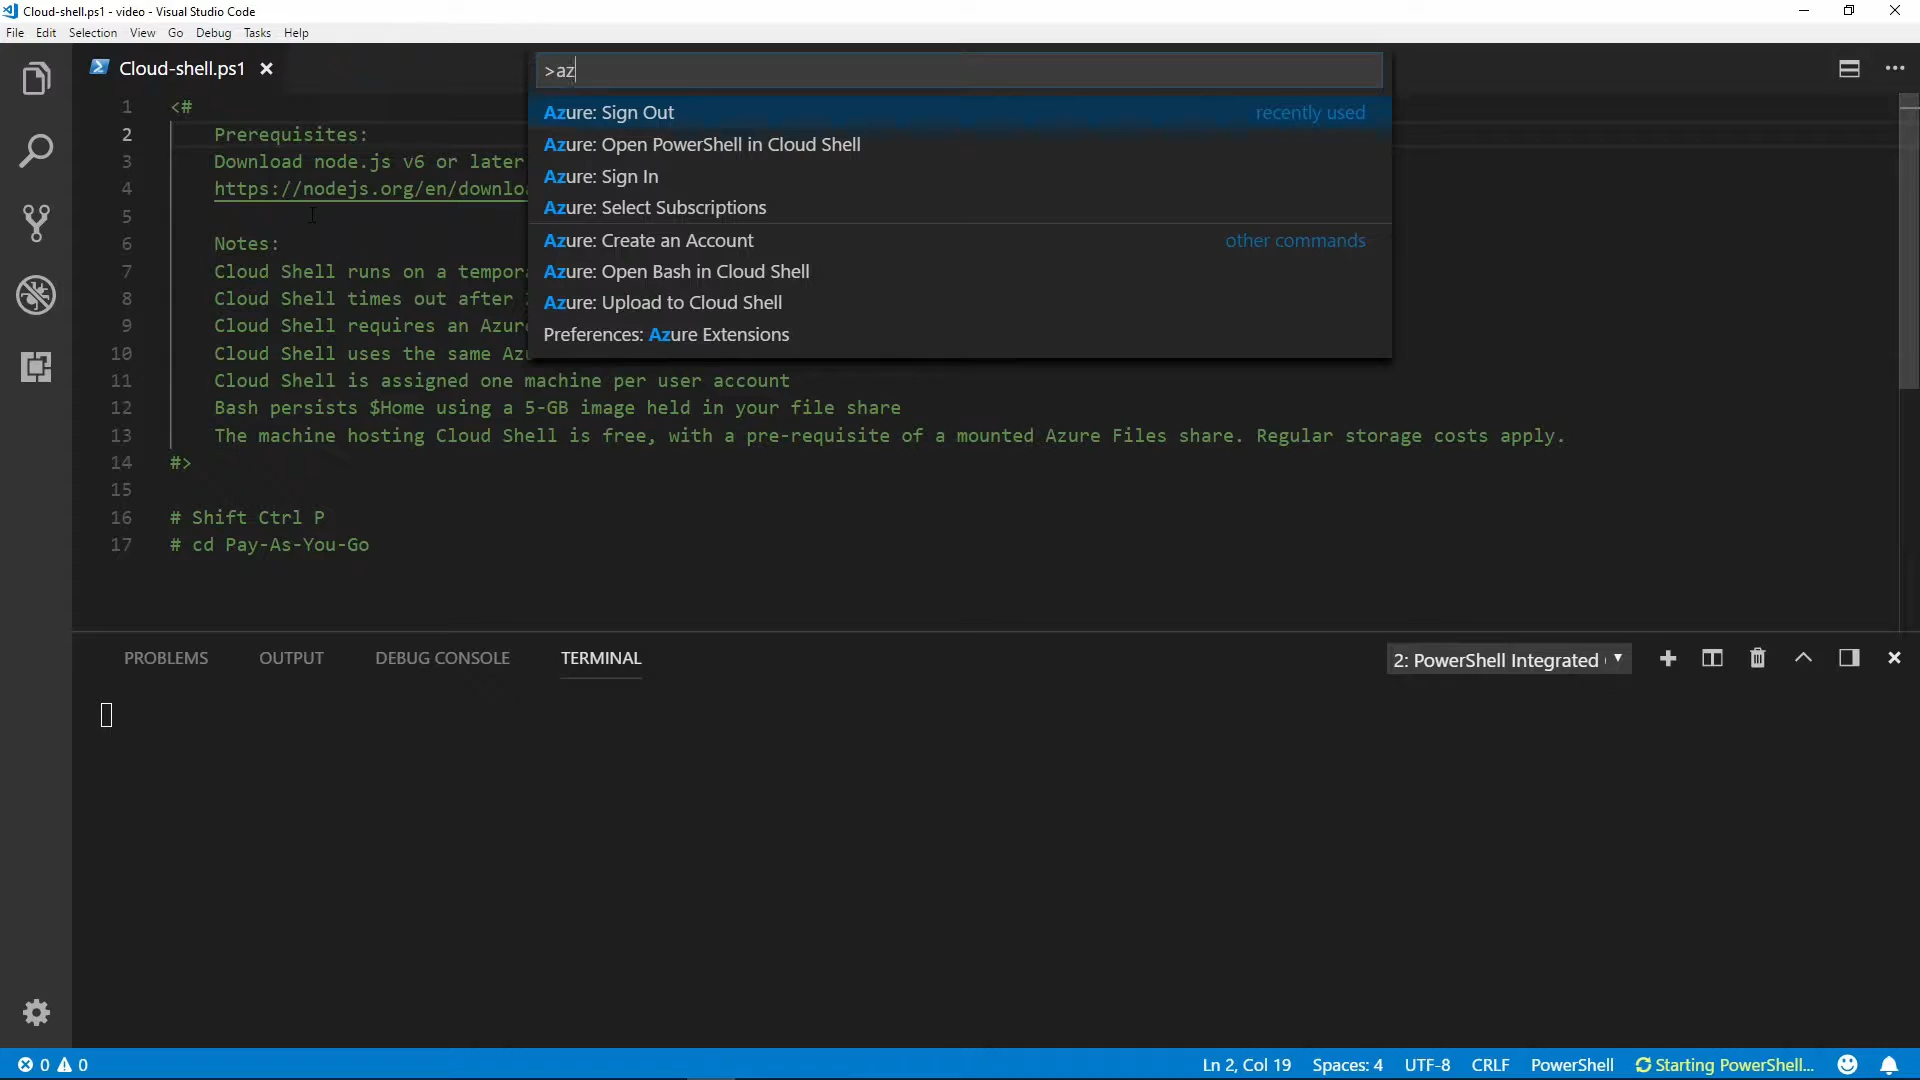 Cloud-shell.ps1 - video - Visual Studio Code
File Edit Selection View Go Debug Tasks Help
Cloud-shell.ps1
>az
Azure: Sign Out recently used
Azure: Open PowerShell in Cloud Shell
Azure: Sign In
Azure: Select Subscriptions
Azure: Create an Account other commands
Azure: Open Bash in Cloud Shell
Azure: Upload to Cloud Shell
Preferences: Azure Extensions
1 <#
2 Prerequisites:
3 Download node.js v6 or later
4 https://nodejs.org/en/downlo
5
6 Notes:
7 Cloud Shell runs on a tempor
8 Cloud Shell times out after
9 Cloud Shell requires an Azur
10 Cloud Shell uses the same Az
11 Cloud Shell is assigned one machine per user account
12 Bash persists $Home using a 5-GB image held in your file share
13 The machine hosting Cloud Shell is free, with a pre-requisite of a mounted Azure Files share. Regular storage costs apply.
14 #>
15
16 # Shift Ctrl P
17 # cd Pay-As-You-Go
PROBLEMS OUTPUT DEBUG CONSOLE TERMINAL 2: PowerShell Integrated
0 0 Ln 2, Col 19 Spaces: 4 UTF-8 CRLF PowerShell Starting PowerShell...